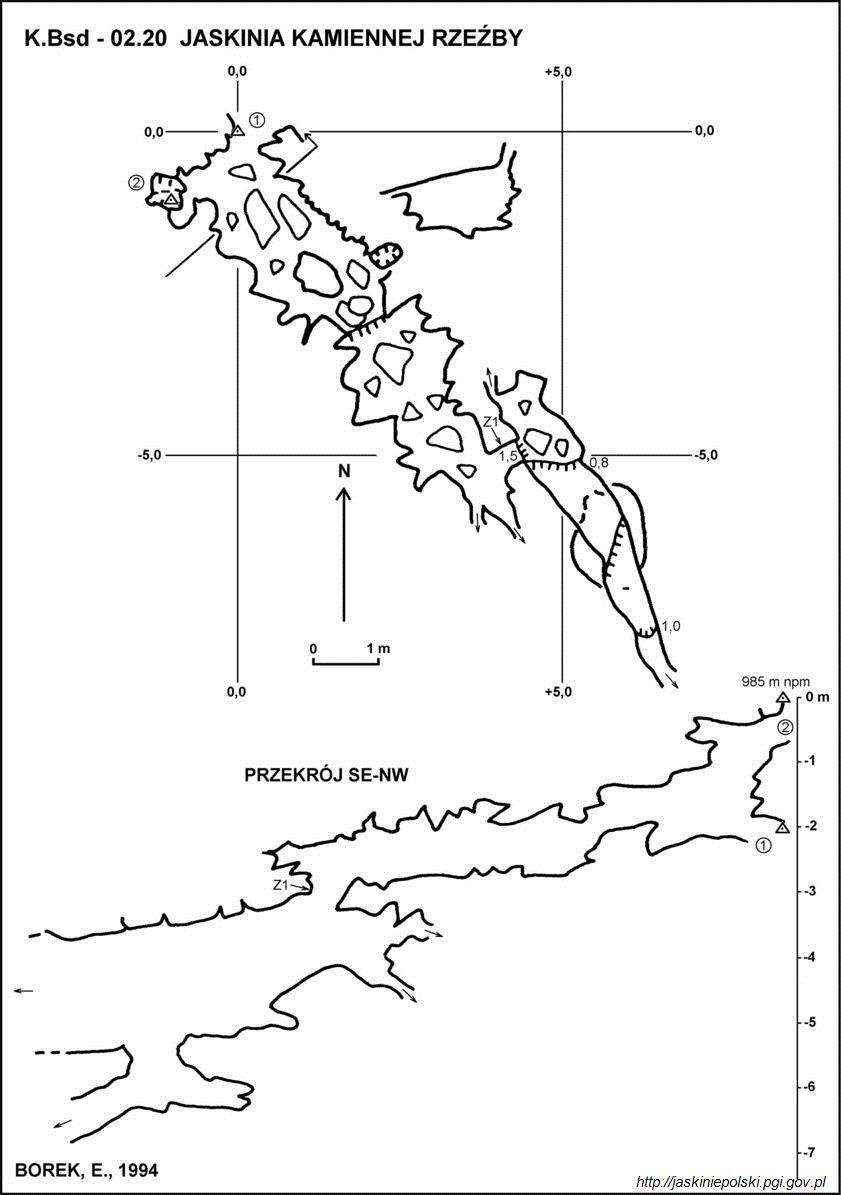 K.Bsd - 02.20 JASKINIA KAMIENNEJ RZEŹBY
0,0
+5,0
0,0
1
0,0
2
Z1
-5,0
1,5
0,8
-5,0
N
1,0
0
1 m
0,0
+5,0
985 m npm
0 m
2
-1
PRZEKRÓJ SE-NW
-2
1
Z1
-3
-4
-5
-6
-7
BOREK, E., 1994
http://jaskiniepolski.pgi.gov.pl